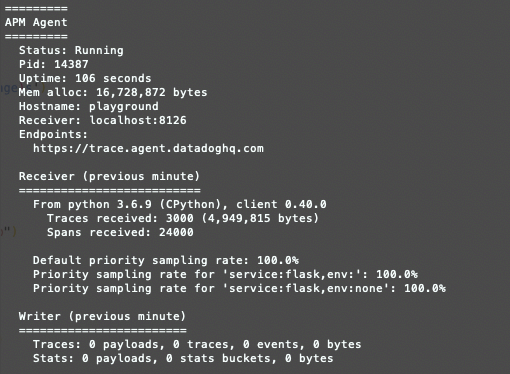 =========
APM Agent
=========
Status: Running
Pid: 14387
Uptime: 106 seconds
Mem alloc: 16,728,872 bytes
Hostname: playground
Receiver: localhost:8126
Endpoints:
https://trace.agent.datadoghq.com
Receiver (previous minute)
==========================
From python 3.6.9 (CPython), client 0.40.0
Traces received: 3000 (4,949,815 bytes)
Spans received: 24000
Default priority sampling rate: 100.0%
Priority sampling rate for 'service:flask,env:': 100.0%
Priority sampling rate for 'service:flask,env:none': 100.0%
Writer (previous minute)
========================
Traces: 0 payloads, 0 traces, 0 events, 0 bytes
Stats: 0 payloads, 0 stats buckets, 0 bytes